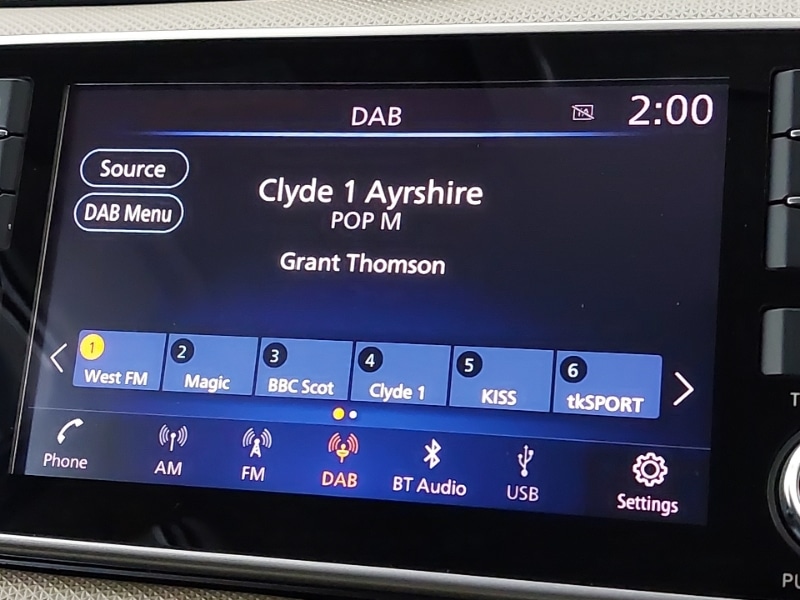 DAB
TA
2:00
Source
Clyde 1 Ayrshire
DAB Menu
POP M
Grant Thomson
1 West FM
2 Magic
3 BBC Scot
4 Clyde 1
5 KISS
6 tkSPORT
Phone
AM
FM
DAB
BT Audio
USB
Settings